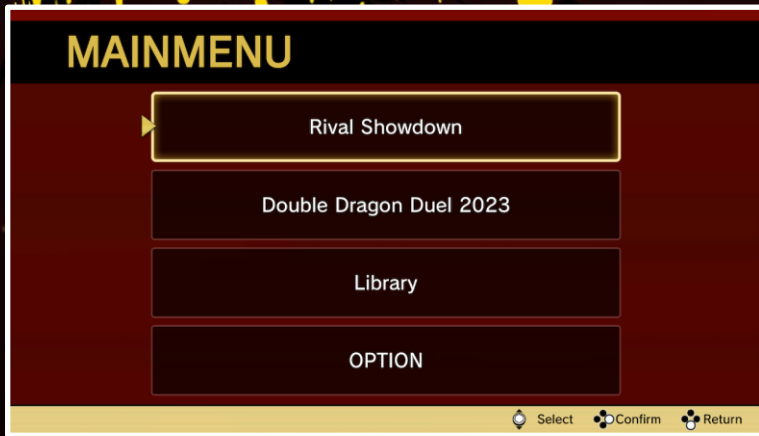 MAINMENU
Rival Showdown
Double Dragon Duel 2023
Library
OPTION
Select Confirm Return